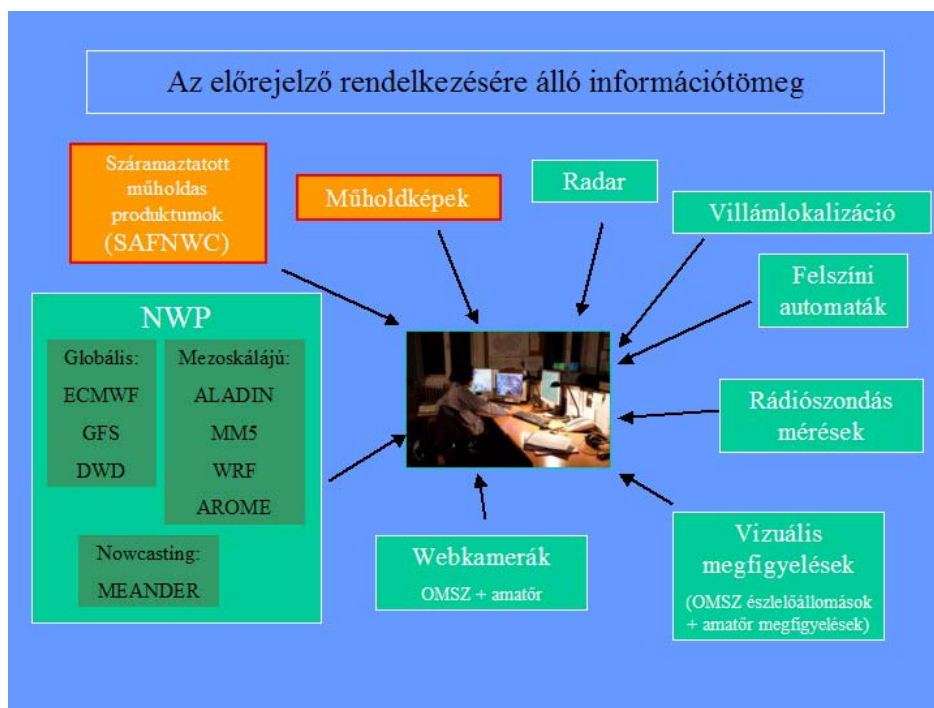 Az előrejelző rendelkezésére álló információtömeg
Száramaztatott
műholdas
produktumok
(SAFNWC)
Műholdképek
Radar
Villámlokalizáció
Felszíni
automaták
Rádiószondás
mérések
Vizuális
megfigyelések
(OMSZ észlelőállomások
+ amatőr megfigyelések)
Webkamerák
OMSZ + amatőr
NWP
Globális:
ECMWF
GFS
DWD
Mezoskálájú:
ALADIN
MM5
WRF
AROME
Nowcasting:
MEANDER